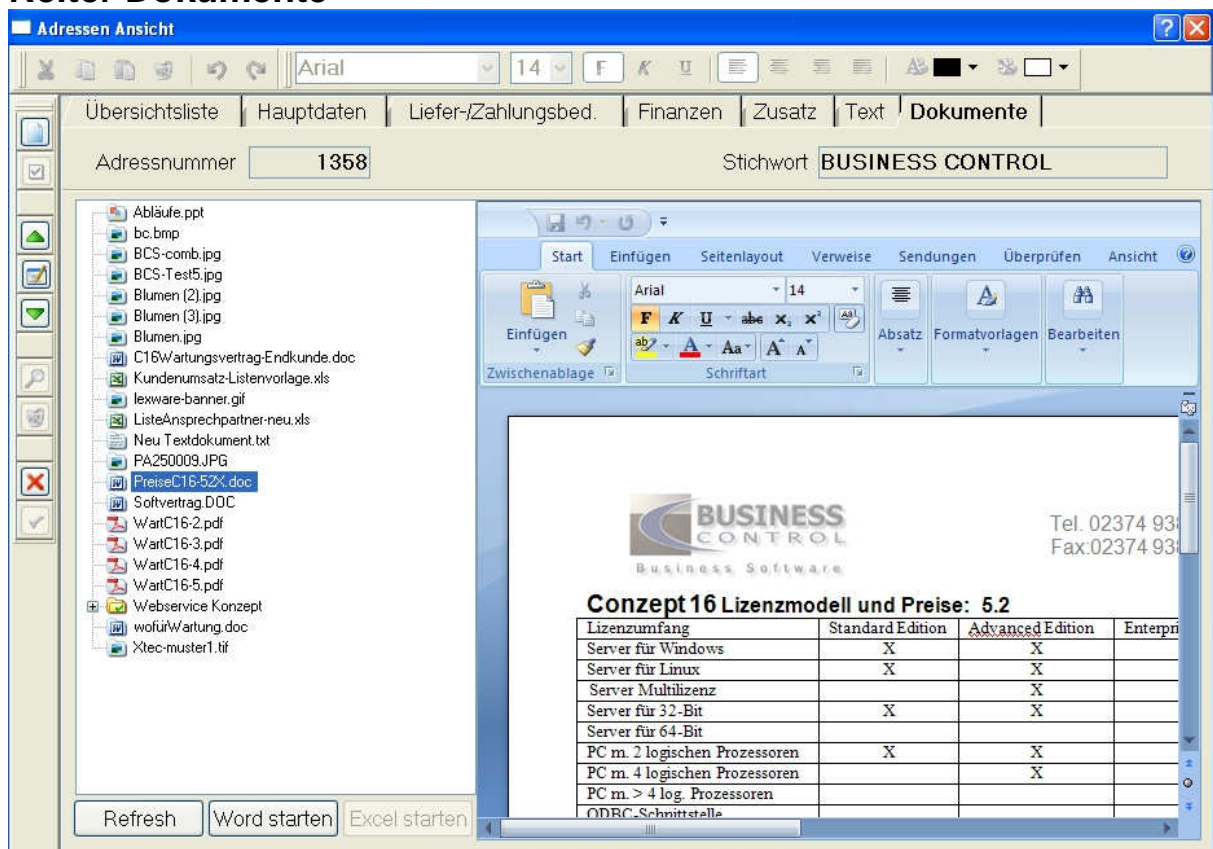 Reiter Dokumente
Adressen Ansicht
Arial 14 F K U
Übersichtsliste Hauptdaten Liefer-/Zahlungsbed. Finanzen Zusatz Text Dokumente
Adressnummer 1358 Stichwort BUSINESS CONTROL
Abläufe.ppt
bc.bmp
BCS-comb.jpg
BCS-Test5.jpg
Blumen (2).jpg
Blumen (3).jpg
Blumen.jpg
C16Wartungsvertrag-Endkunde.doc
Kundenumsatz-Listenvorlage.xls
lexware-banner.gif
ListeAnsprechpartner-neu.xls
Neu Textdokument.txt
PA250009.JPG
PreiseC16-52X.doc
Softvertrag.DOC
WartC16-2.pdf
WartC16-3.pdf
WartC16-4.pdf
WartC16-5.pdf
Webservice Konzept
wofürWartung.doc
Xtec-muster1.tif
Refresh Word starten Excel starten
Start Einfügen Seitenlayout Verweise Sendungen Überprüfen Ansicht
Einfügen
Arial 14
F K U abe x₂ x²
A Aa A A
Absatz Formatvorlagen Bearbeiten
Zwischenablage Schriftart
BUSINESS
CONTROL
Business Software
Tel. 02374 93
Fax:02374 93
Conzept 16 Lizenzmodell und Preise: 5.2
Lizenzumfang Standard Edition Advanced Edition Enterpri
Server für Windows X X
Server für Linux X X
Server Multilizenz X
Server für 32-Bit X X
Server für 64-Bit
PC m. 2 logischen Prozessoren X X
PC m. 4 logischen Prozessoren X
PC m. > 4 log. Prozessoren
ODBC-Schnittstelle